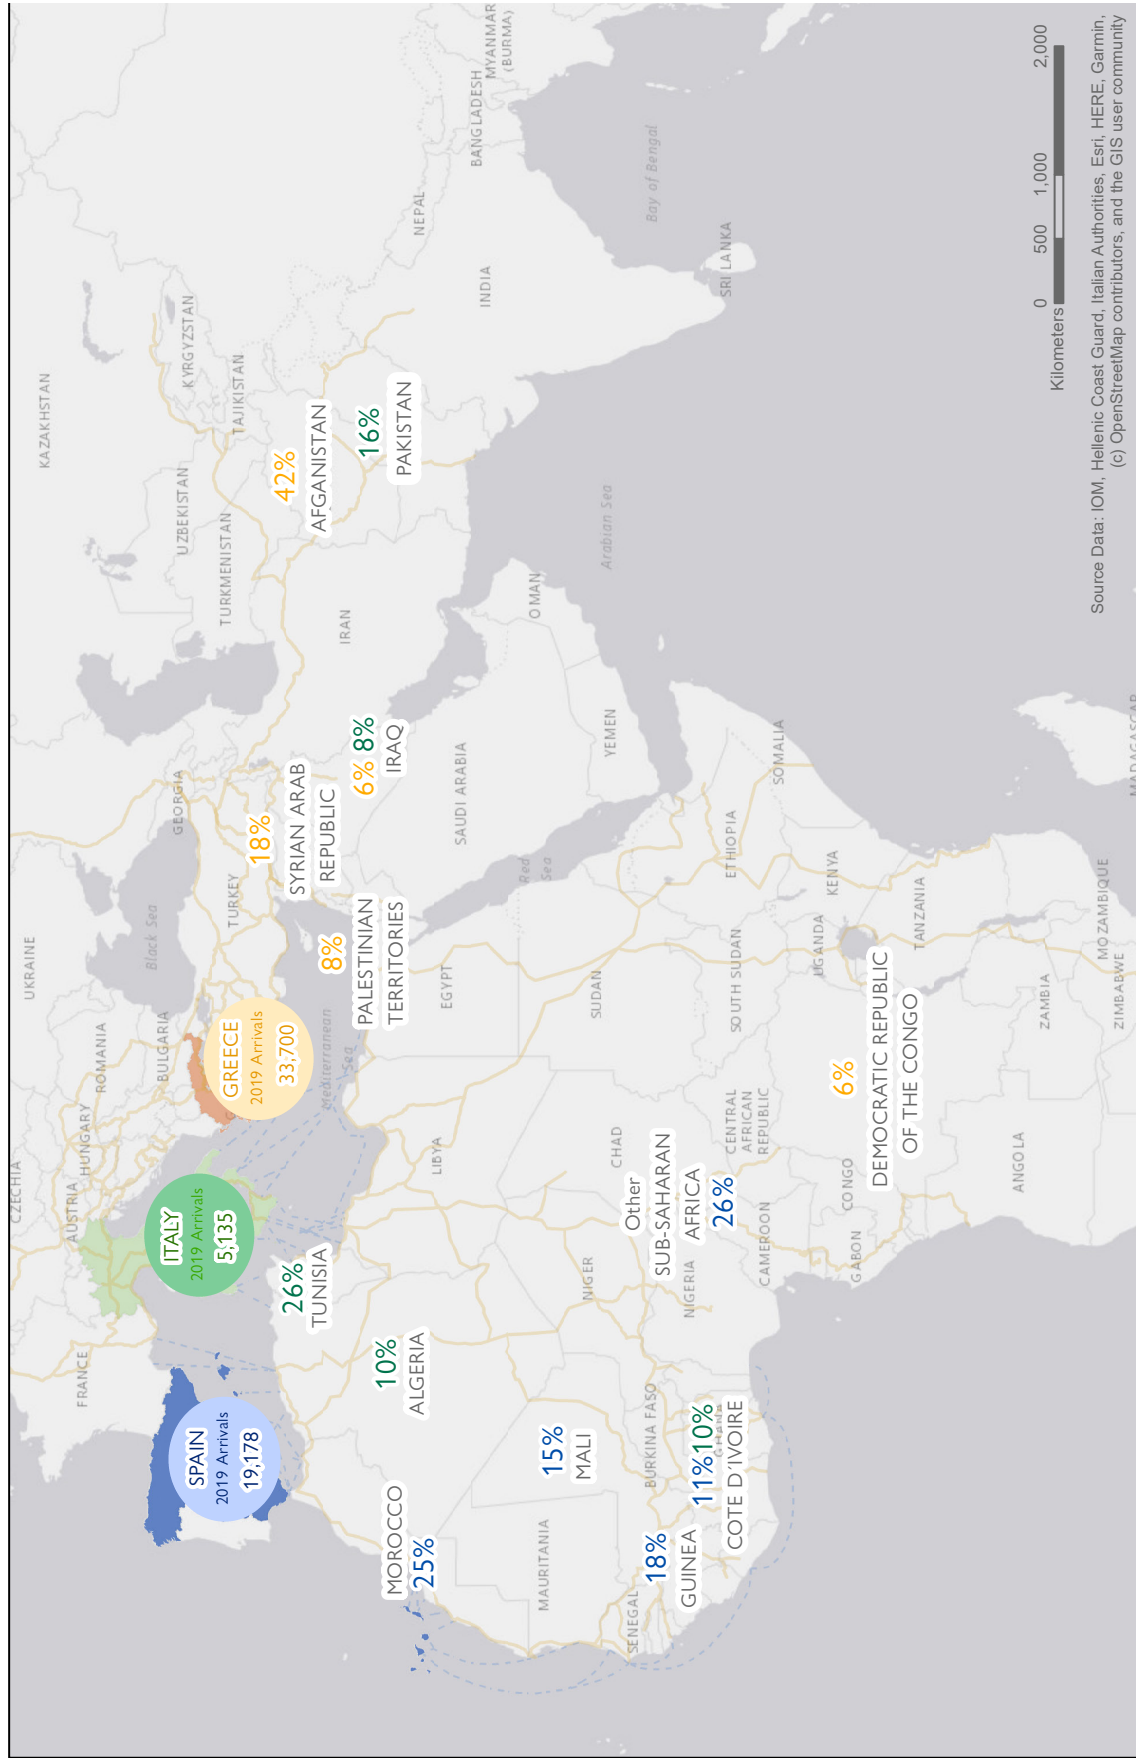 KAZAKHSTAN
UKRAINE
CZECHIA
AUSTRIA
HUNGARY
ROMANIA
BULGARIA
FRANCE
GEORGIA
Black Sea
TURKEY
UZBEKISTAN
KYRGYZSTAN
TURKMENISTAN
TAJIKISTAN
SPAIN
2019 Arrivals
19,178
ITALY
2019 Arrivals
5,135
GREECE
2019 Arrivals
33,700
Mediterranean
Sea
18%
SYRIAN ARAB
REPUBLIC
42%
AFGANISTAN
26%
TUNISIA
8%
PALESTINIAN
TERRITORIES
6% 8%
IRAQ
IRAN
16%
PAKISTAN
NEPAL
MOROCCO
25%
10%
ALGERIA
LIBYA
EGYPT
SAUDI ARABIA
INDIA
BANGLADESH
MYANMAR
(BURMA)
MAURITANIA
15%
MALI
NIGER
CHAD
SUDAN
Red
Sea
OMAN
YEMEN
Arabian Sea
Bay of Bengal
SENEGAL
18%
GUINEA
BURKINA FASO
11% 10%
Ghana
COTE D'IVOIRE
NIGERIA
Other
SUB-SAHARAN
AFRICA
26%
CENTRAL
AFRICAN
REPUBLIC
SOUTH SUDAN
ETHIOPIA
SOMALIA
SRI LANKA
CAMEROON
GABON
CONGO
6%
DEMOCRATIC REPUBLIC
OF THE CONGO
UGANDA
KENYA
TANZANIA
ANGOLA
ZAMBIA
ZIMBABWE
MOZAMBIQUE
MADAGASCAR
0 500 1,000 2,000
Kilometers
Source Data: IOM, Hellenic Coast Guard, Italian Authorities, Esri, HERE, Garmin,
(c) OpenStreetMap contributors, and the GIS user community